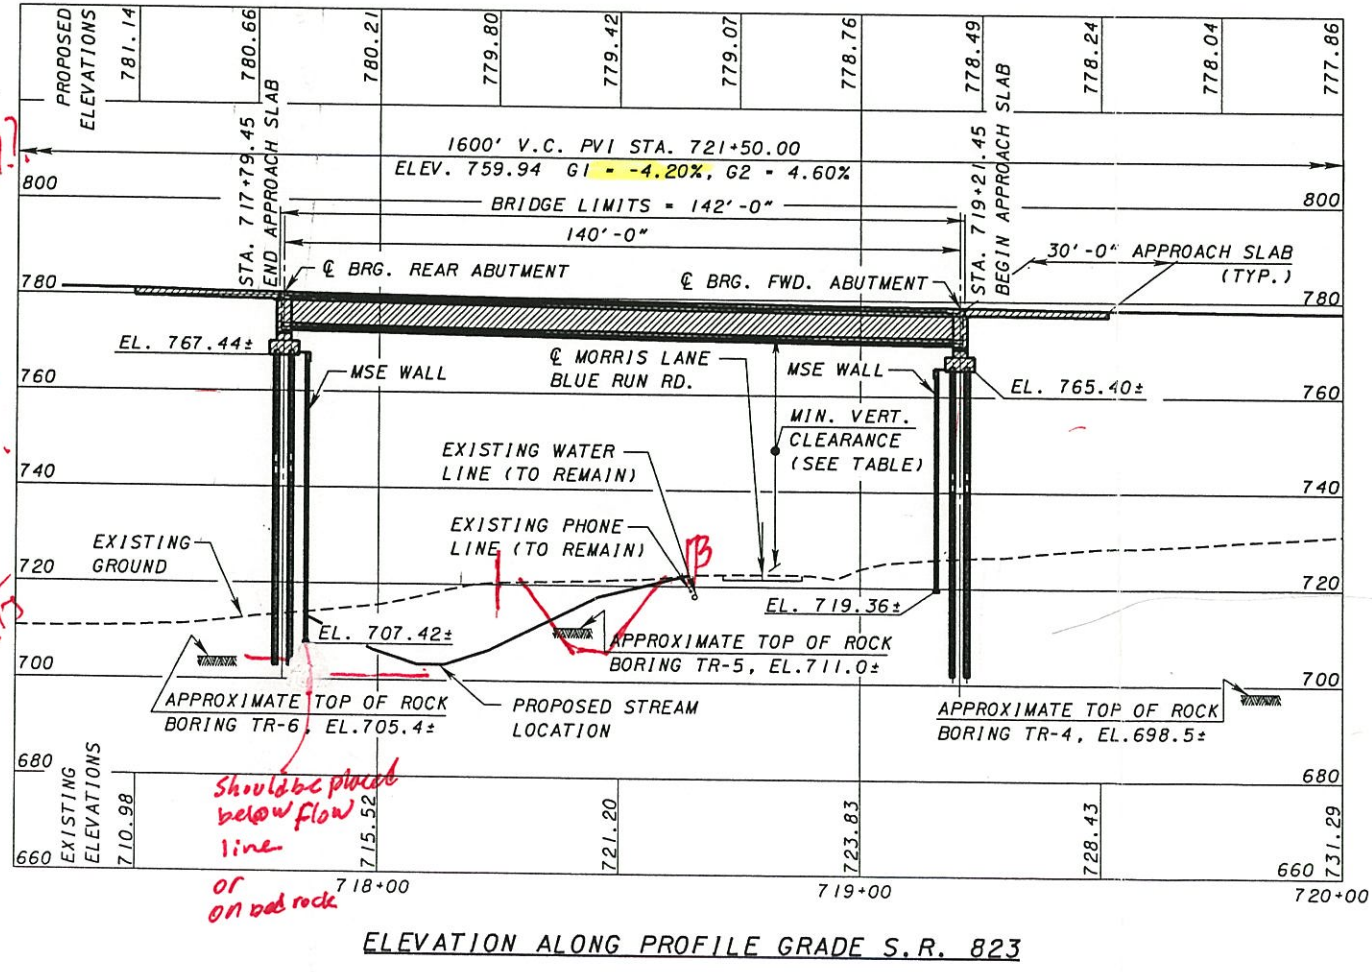 PROPOSED
ELEVATIONS
781.14
780.66
780.21
779.80
779.42
779.07
778.76
778.49
778.24
778.04
777.86
STA. 717+79.45
END APPROACH SLAB
STA. 719+21.45
BEGIN APPROACH SLAB
1600' V.C. PVI STA. 721+50.00
ELEV. 759.94 G1 = -4.20%, G2 = 4.60%
BRIDGE LIMITS = 142'-0"
140'-0"
30'-0" APPROACH SLAB
(TYP.)
800
800
℄ BRG. REAR ABUTMENT
℄ BRG. FWD. ABUTMENT
780
780
EL. 767.44±
MSE WALL
℄ MORRIS LANE
BLUE RUN RD.
MSE WALL
EL. 765.40±
760
760
MIN. VERT.
CLEARANCE
(SEE TABLE)
EXISTING WATER
LINE (TO REMAIN)
740
740
EXISTING PHONE
LINE (TO REMAIN)
B
EXISTING
GROUND
720
720
EL. 719.36±
EL. 707.42±
APPROXIMATE TOP OF ROCK
BORING TR-5, EL.711.0±
700
700
APPROXIMATE TOP OF ROCK
BORING TR-6, EL.705.4±
PROPOSED STREAM
LOCATION
APPROXIMATE TOP OF ROCK
BORING TR-4, EL.698.5±
680
680
Should be placed
below flow
line
or
on bed rock
EXISTING
ELEVATIONS
710.98
715.52
721.20
723.83
728.43
731.29
660
660
718+00
719+00
720+00
ELEVATION ALONG PROFILE GRADE S.R. 823